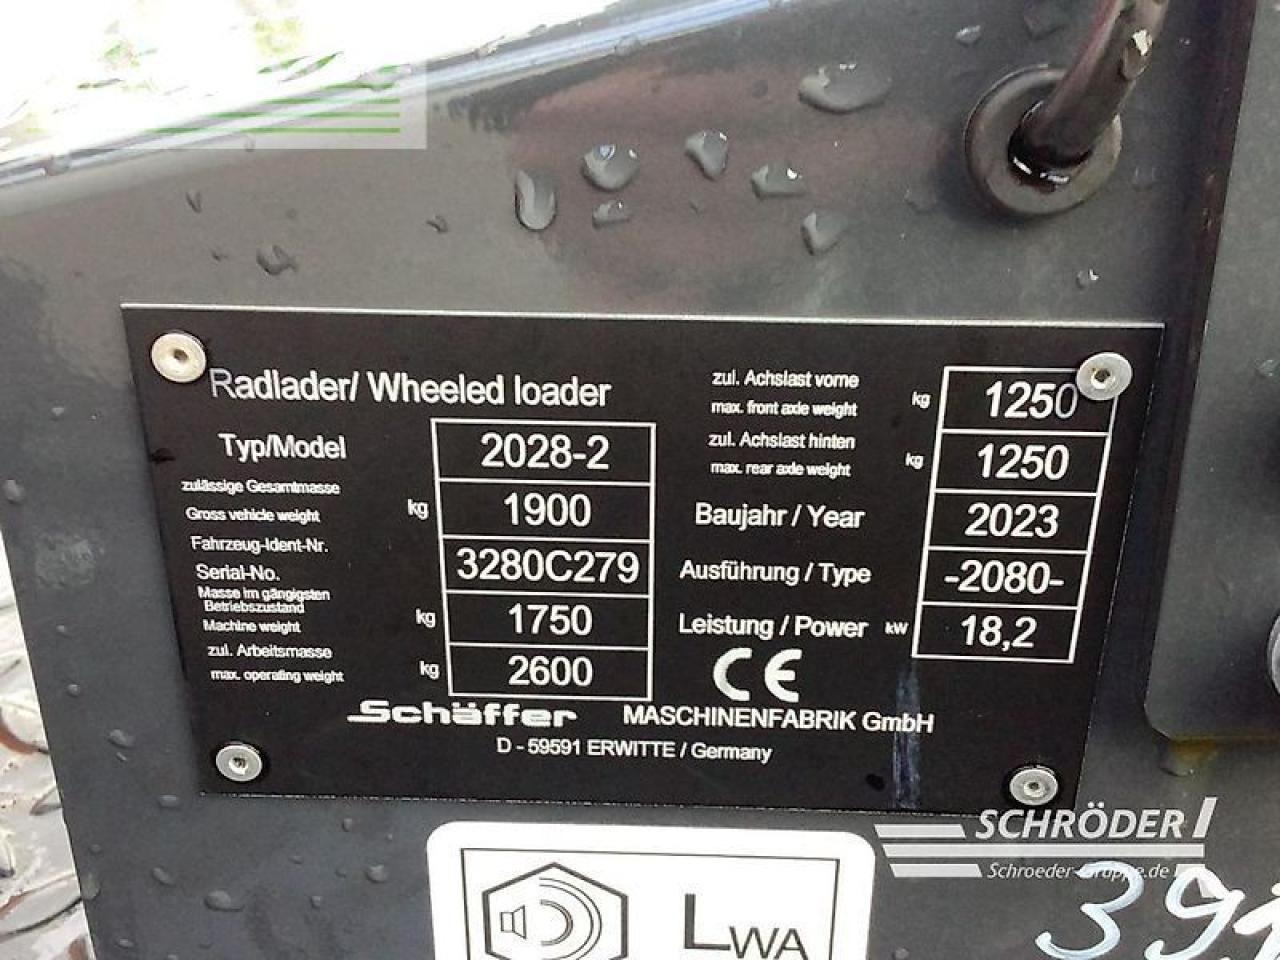 Radlader/ Wheeled loader
Typ/Model 2028-2
zulässige Gesamtmasse
Gross vehicle weight kg 1900
Fahrzeug-Ident-Nr.
Serial-No. 3280C279
Masse im gängigsten
Betriebszustand
Machine weight kg 1750
zul. Arbeitsmasse
max. operating weight kg 2600
zul. Achslast vorne
max. front axle weight kg 1250
zul. Achslast hinten
max. rear axle weight kg 1250
Baujahr / Year 2023
Ausführung / Type -2080-
Leistung / Power kW 18,2
CE
Schäffer MASCHINENFABRIK GmbH
D - 59591 ERWITTE / Germany
SCHRÖDER
Schroeder-Gruppe.de
LWA